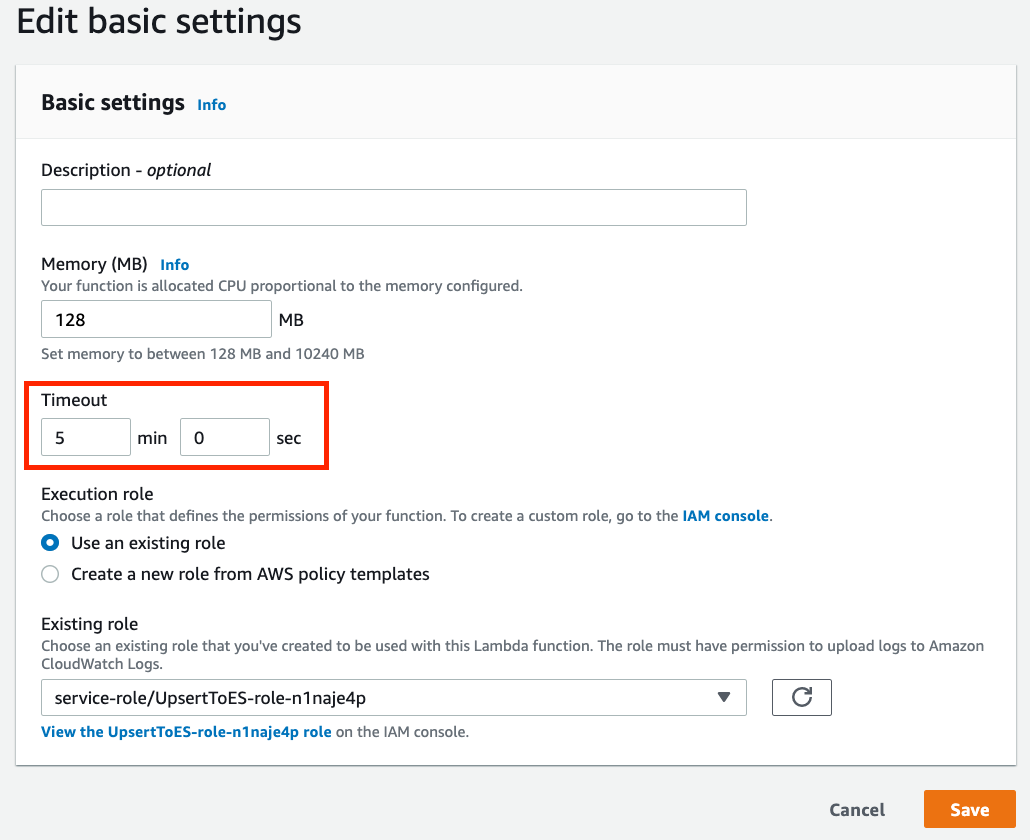 Edit basic settings
Basic settings Info
Description - optional
Memory (MB) Info
Your function is allocated CPU proportional to the memory configured.
128 MB
Set memory to between 128 MB and 10240 MB
Timeout
5 min 0 sec
Execution role
Choose a role that defines the permissions of your function. To create a custom role, go to the IAM console.
Use an existing role
Create a new role from AWS policy templates
Existing role
Choose an existing role that you've created to be used with this Lambda function. The role must have permission to upload logs to Amazon
CloudWatch Logs.
service-role/UpsertToES-role-n1naje4p
View the UpsertToES-role-n1naje4p role on the IAM console.
Cancel Save